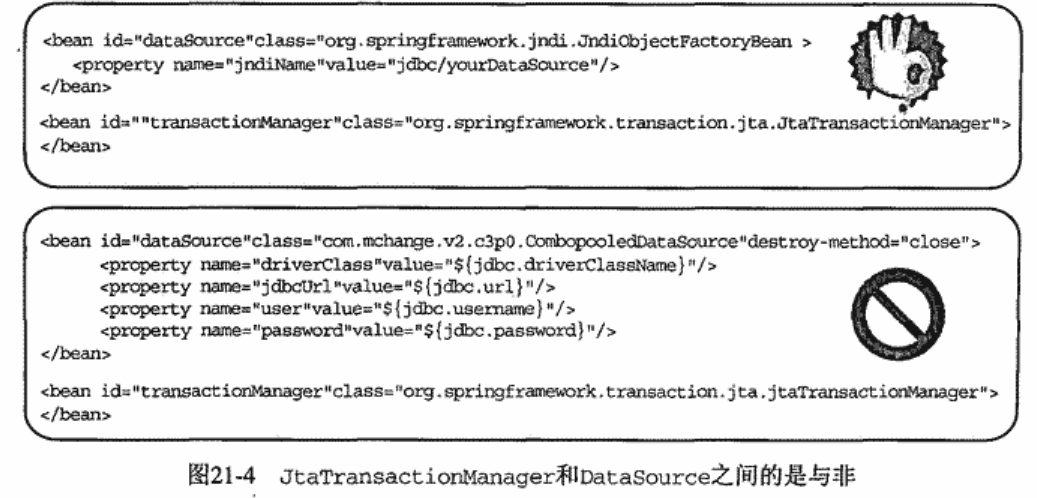 <bean id="dataSource"class="org.springframework.jndi.JndiObjectFactoryBean >
<property name="jndiName"value="jdbc/yourDataSource"/>
</bean>
<bean id=""transactionManager"class="org.springframework.transaction.jta.JtaTransactionManager">
</bean>
<bean id="dataSource"class="com.mchange.v2.c3p0.CombopooledDataSource"destroy-method="close">
<property name="driverClass"value="${jdbc.driverClassName}"/>
<property name="jdbcUrl"value="${jdbc.url}"/>
<property name="user"value="${jdbc.username}"/>
<property name="password"value="${jdbc.password}"/>
</bean>
<bean id="transactionManager"class="org.springframework.transaction.jta.jtaTransactionManager">
</bean>
图21-4 JtaTransactionManager和DataSource之间的是与非